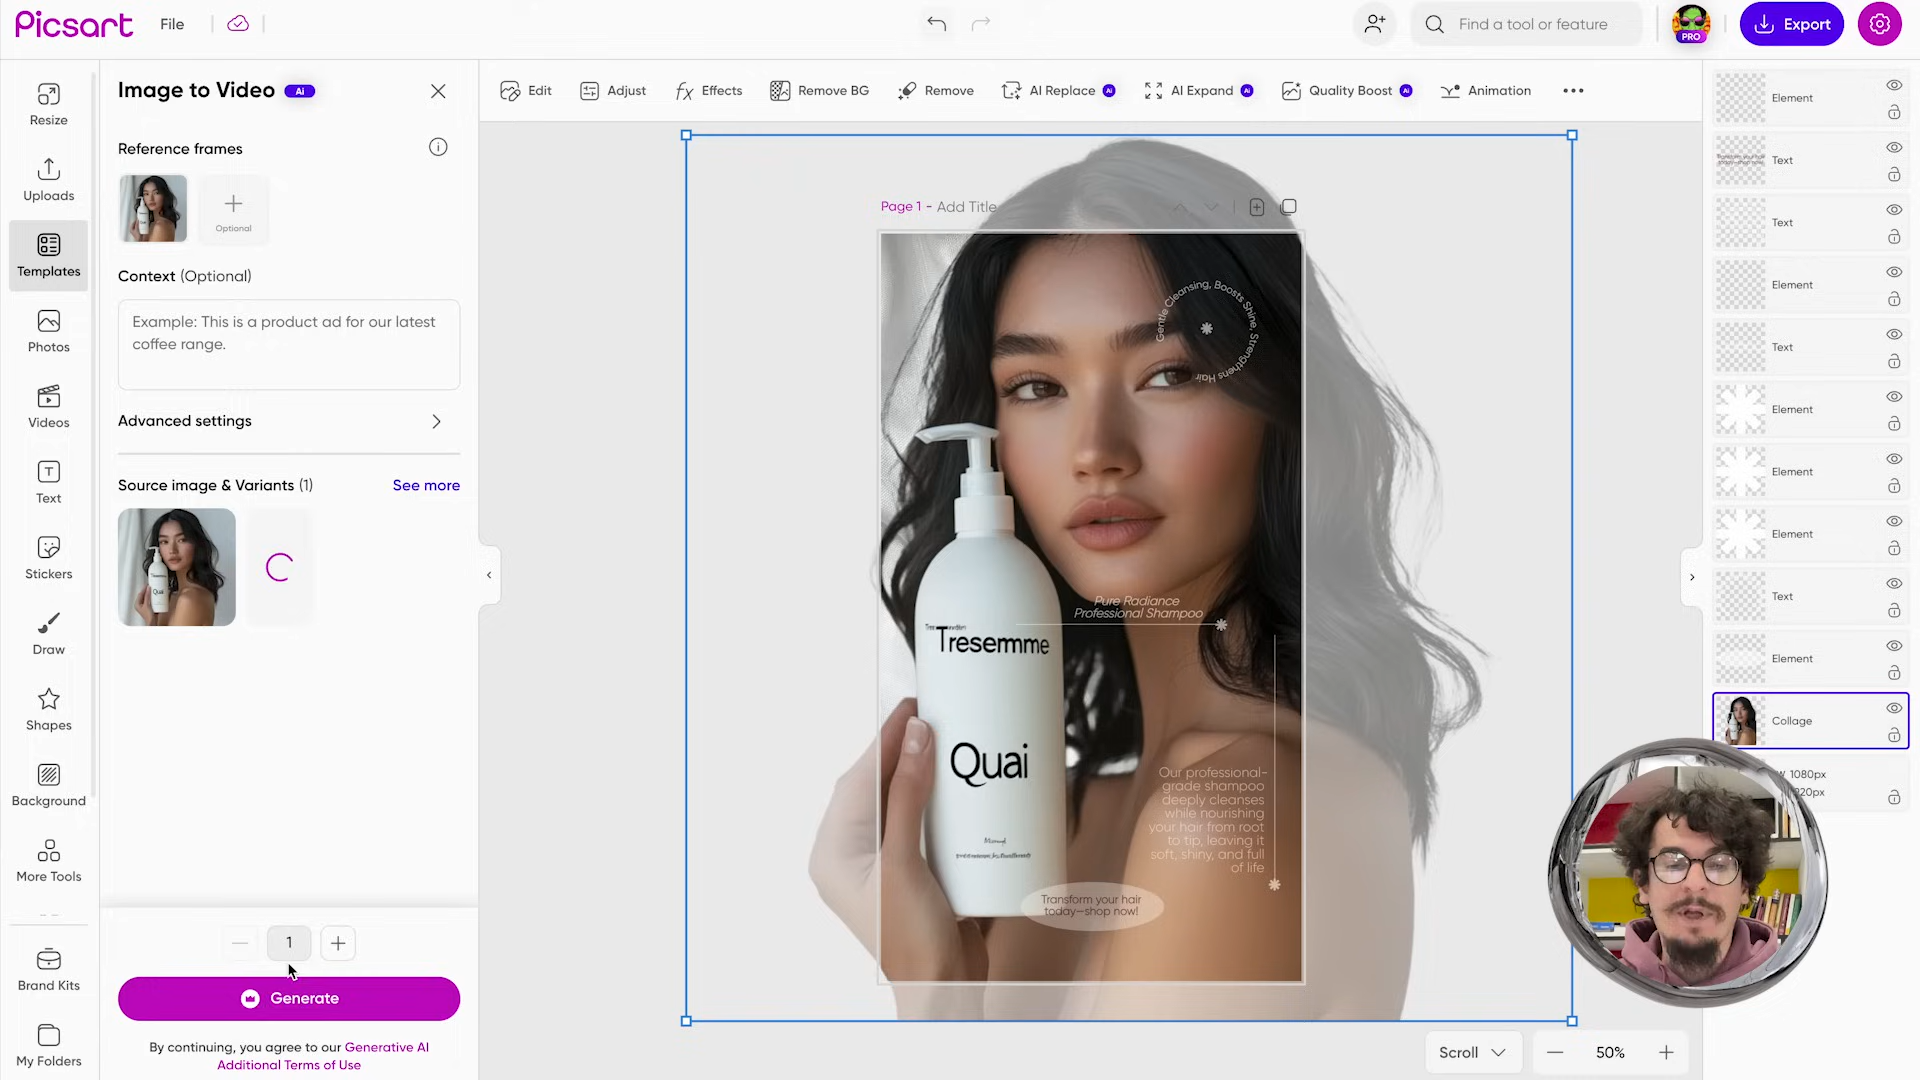 Picsart
File
Find a tool or feature
PRO
Export
Resize
Uploads
Templates
Photos
Videos
Text
Stickers
Draw
Shapes
Background
More Tools
Brand Kits
My Folders
Image to Video Ai
Reference frames
Optional
Context (Optional)
Example: This is a product ad for our latest
coffee range.
Advanced settings
Source image & Variants (1)
See more
1
Generate
By continuing, you agree to our Generative AI
Additional Terms of Use
Edit
Adjust
Effects
Remove BG
Remove
AI Replace Ai
AI Expand Ai
Quality Boost Ai
Animation
Page 1 - Add Title
Gentle Cleansing, Boosts Shine, Strengthens Hair
Pure Radiance
Professional Shampoo
Tresemme
Quai
Our professional-
grade shampoo
deeply cleanses
while nourishing
your hair from root
to tip, leaving it
soft, shiny, and full
of life
Transform your hair
today—shop now!
Scroll
50%
Element
Transform your hair
today—shop now!
Text
Text
Element
Text
Element
Element
Element
Text
Element
Collage
1080px